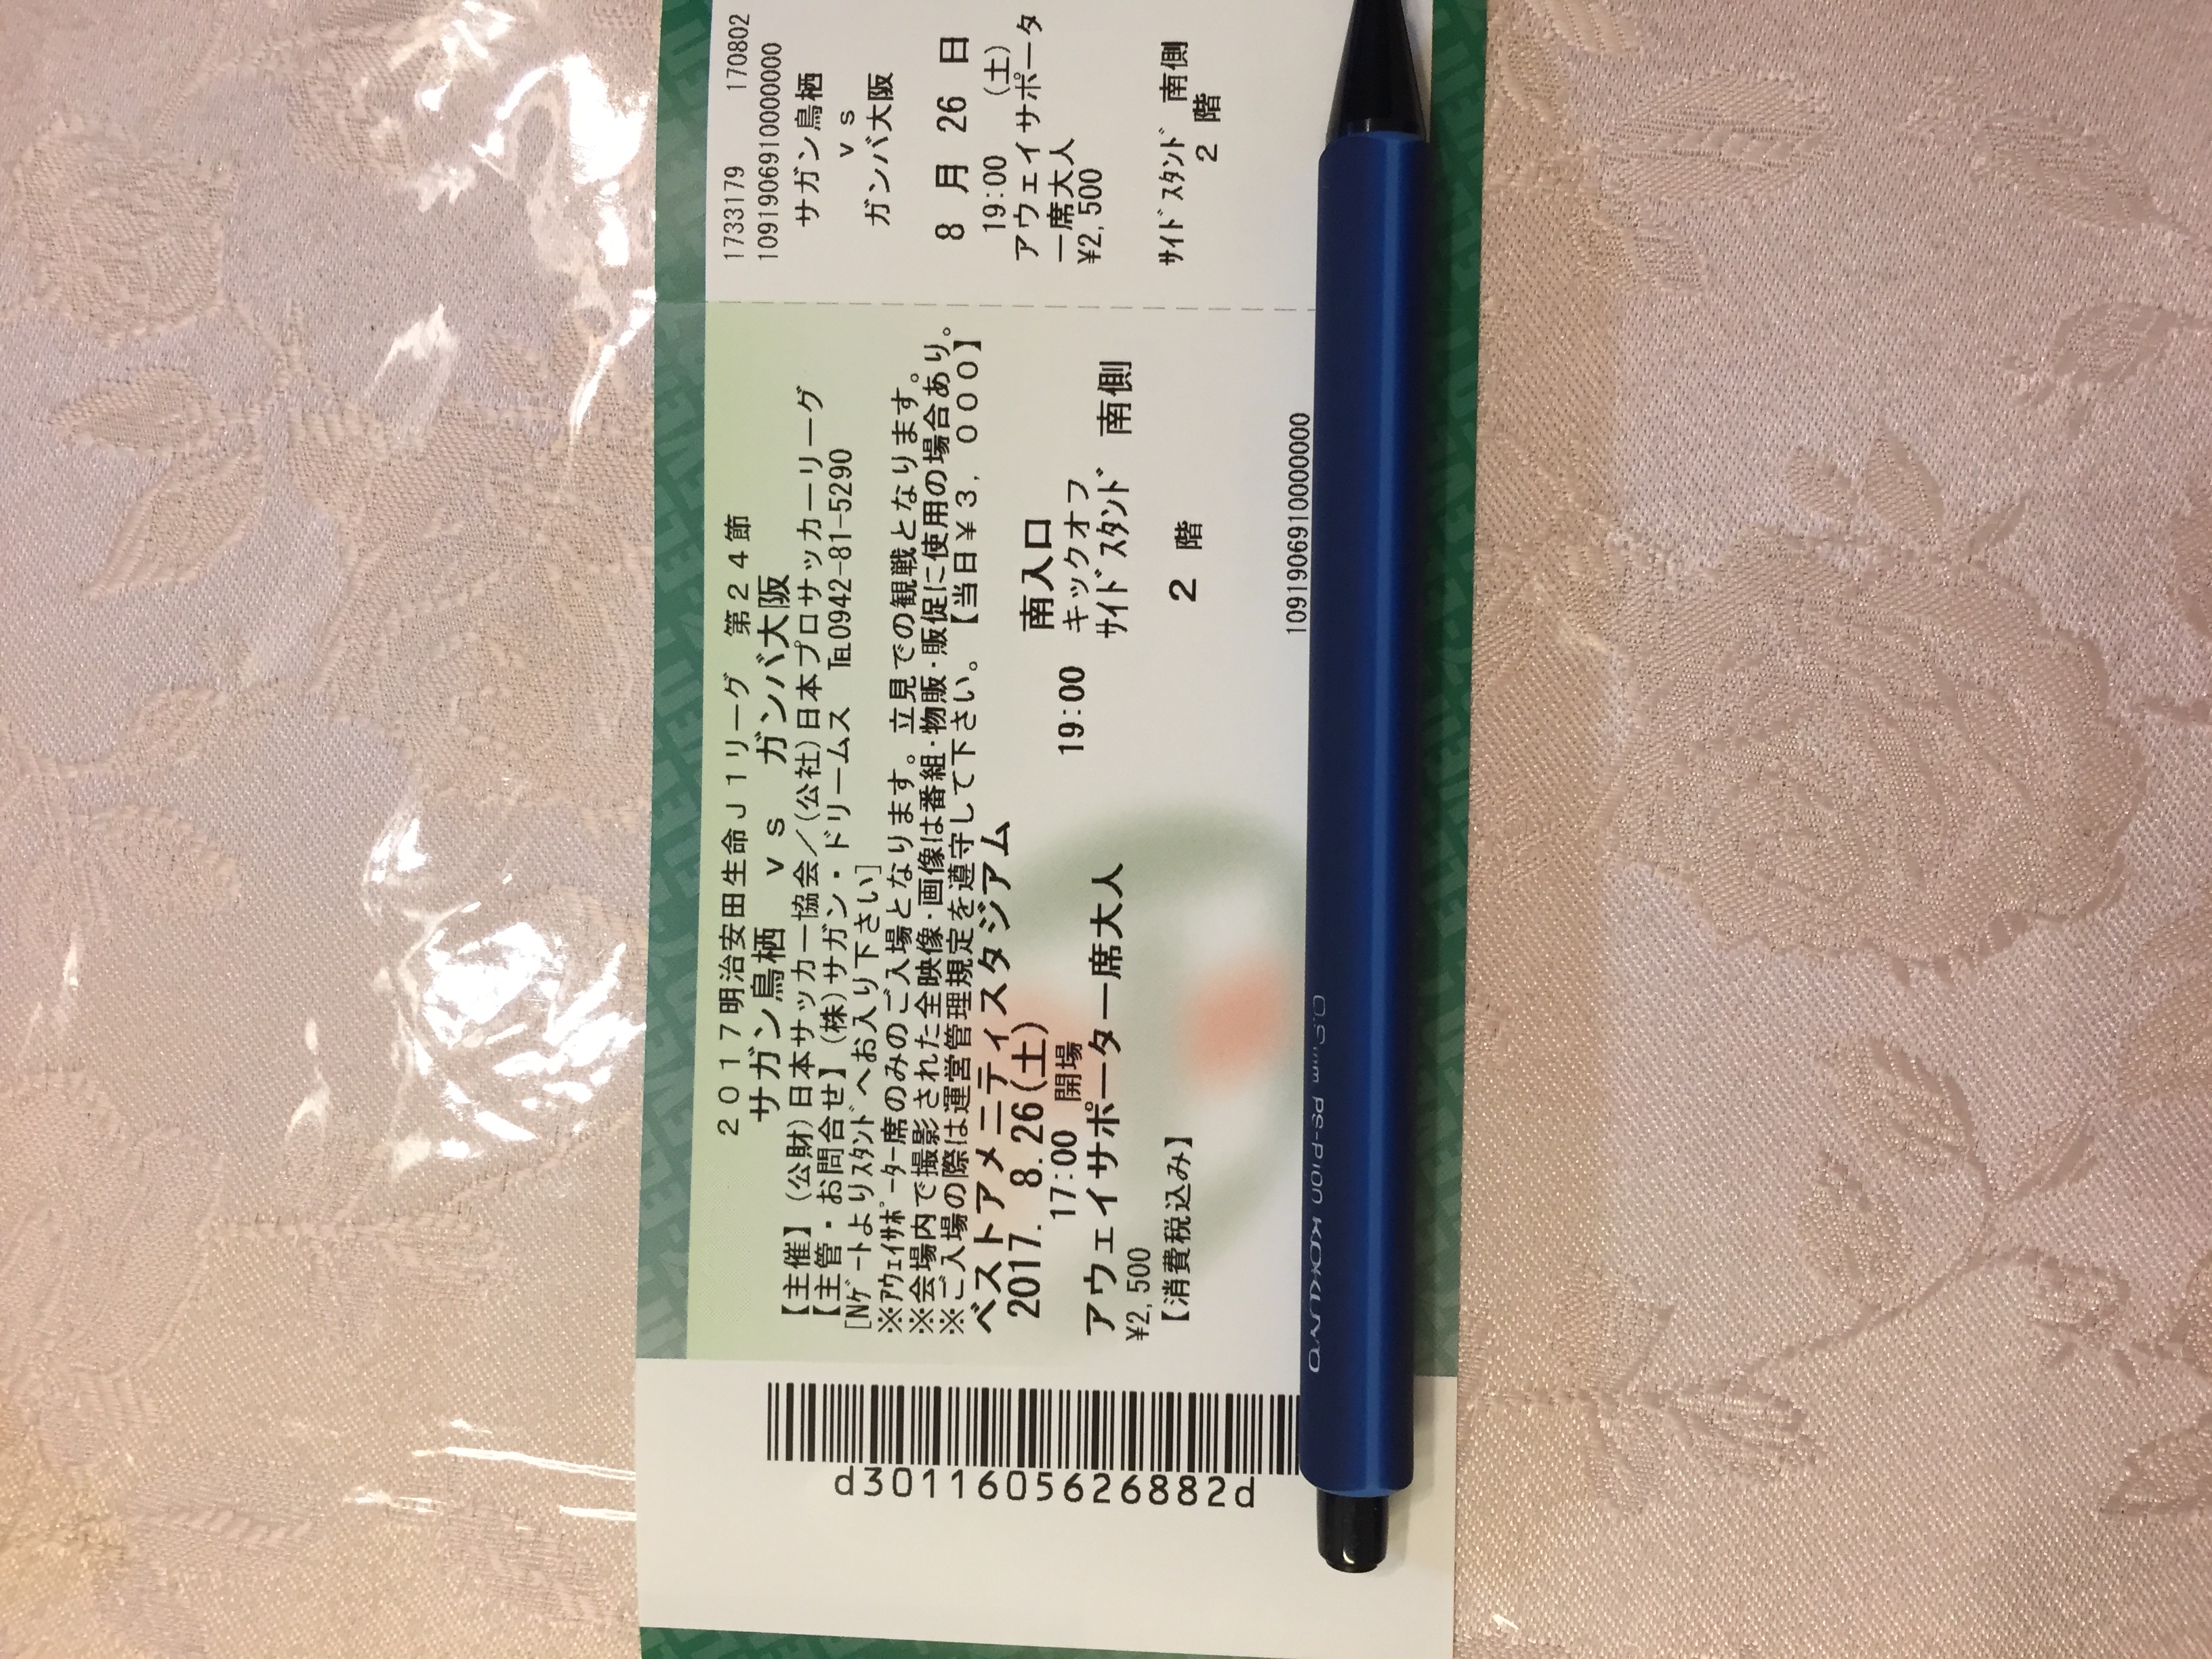 2017明治安田生命J1リーグ 第24節
サガン鳥栖 vs ガンバ大阪
【主催】(公財)日本サッカー協会/(公社)日本プロサッカーリーグ
【主管・お問合せ】(株)サガン・ドリームス ℡0942-81-5290
[Nｹﾞｰﾄよりｽﾀﾝﾄﾞへお入り下さい]
※ｱｳｪｲｻﾎﾟｰﾀｰ席のみのご入場となります。立見での観戦となります。
※会場内で撮影された全映像・画像は番組・物販・販促に使用の場合あり。
※ご入場の際は運営管理規定を遵守して下さい。【当日¥3,000】
ベストアメニティスタジアム
2017. 8.26(土) 南入口
17:00 開場 19:00 キックオフ
アウェイサポーター席大人 ｻｲﾄﾞｽﾀﾝﾄﾞ 南側
¥2,500
【消費税込み】 2 階
1091906910000000
d3011605626882d
1733179 170802
1091906910000000
サガン鳥栖
vs
ガンバ大阪
8 月 26 日
19:00 (土)
アウェイサポータ
ー席大人
¥2,500
ｻｲﾄﾞｽﾀﾝﾄﾞ 南側
2 階
0.9mm PS-P100 KOKUYO